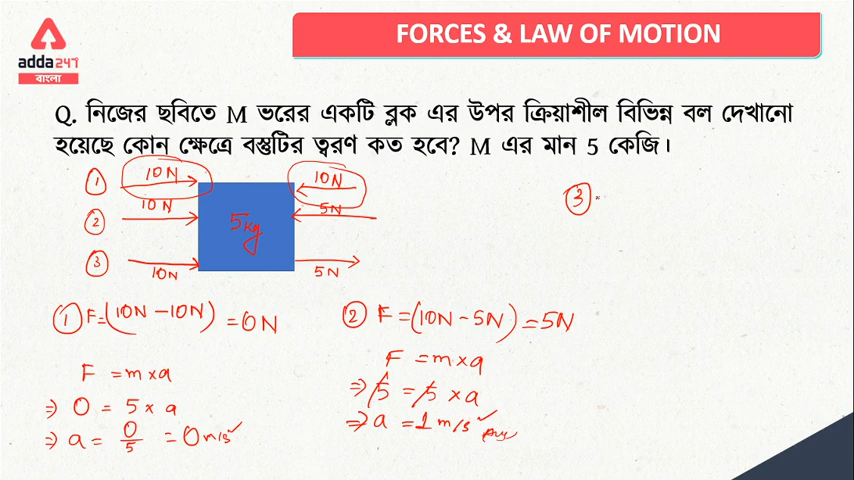 FORCES & LAW OF MOTION
adda247
বাংলা
Q. নিজের ছবিতে M ভরের একটি ব্লক এর উপর ক্রিয়াশীল বিভিন্ন বল দেখানো
হয়েছে কোন ক্ষেত্রে বস্তুটির ত্বরণ কত হবে? M এর মান 5 কেজি।
1 10N 10N
2 10N 5N
5kg
3 10N 5N
3
1 F=(10N-10N) = 0N
F = m×a
⇒ 0 = 5 × a
⇒ a = 0/5 = 0 m/s²
2 F = (10N-5N) = 5N
F = m×a
⇒ 5 = 5 × a
⇒ a = 1 m/s² Ans